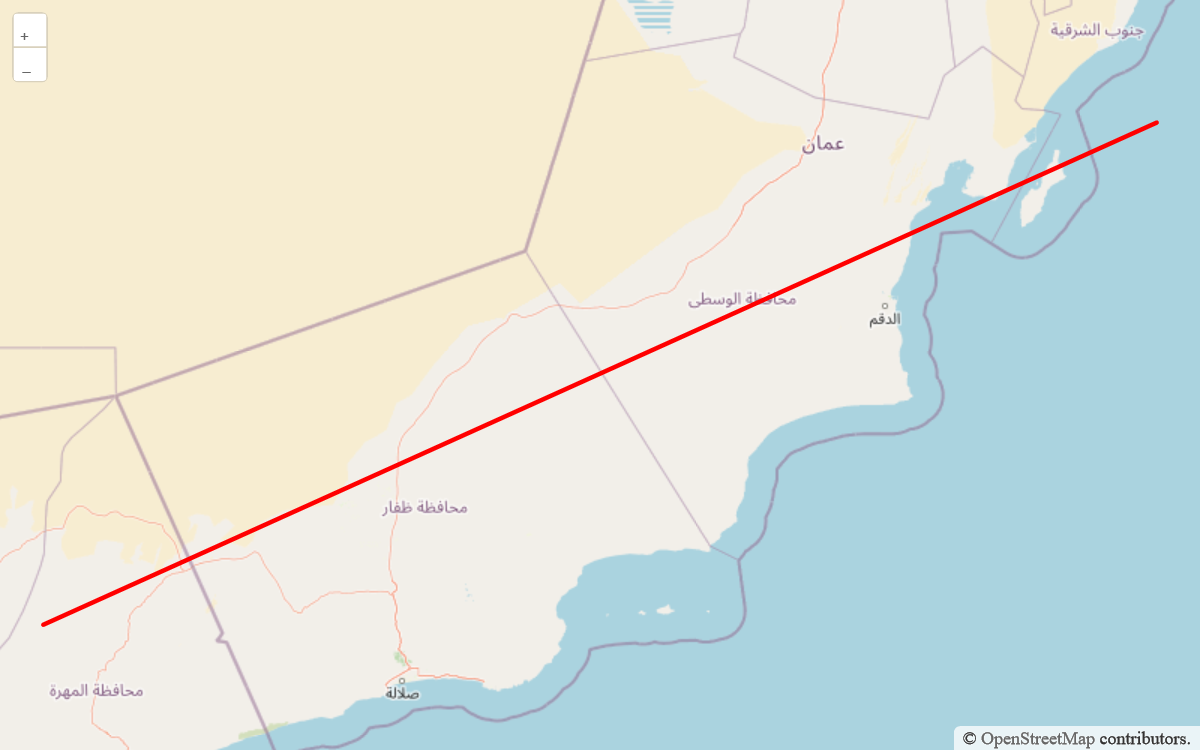 +
–
جنوب الشرقية
عمان
محافظة الوسطى
الدقم
محافظة ظفار
محافظة المهرة
صلالة
© OpenStreetMap contributors.